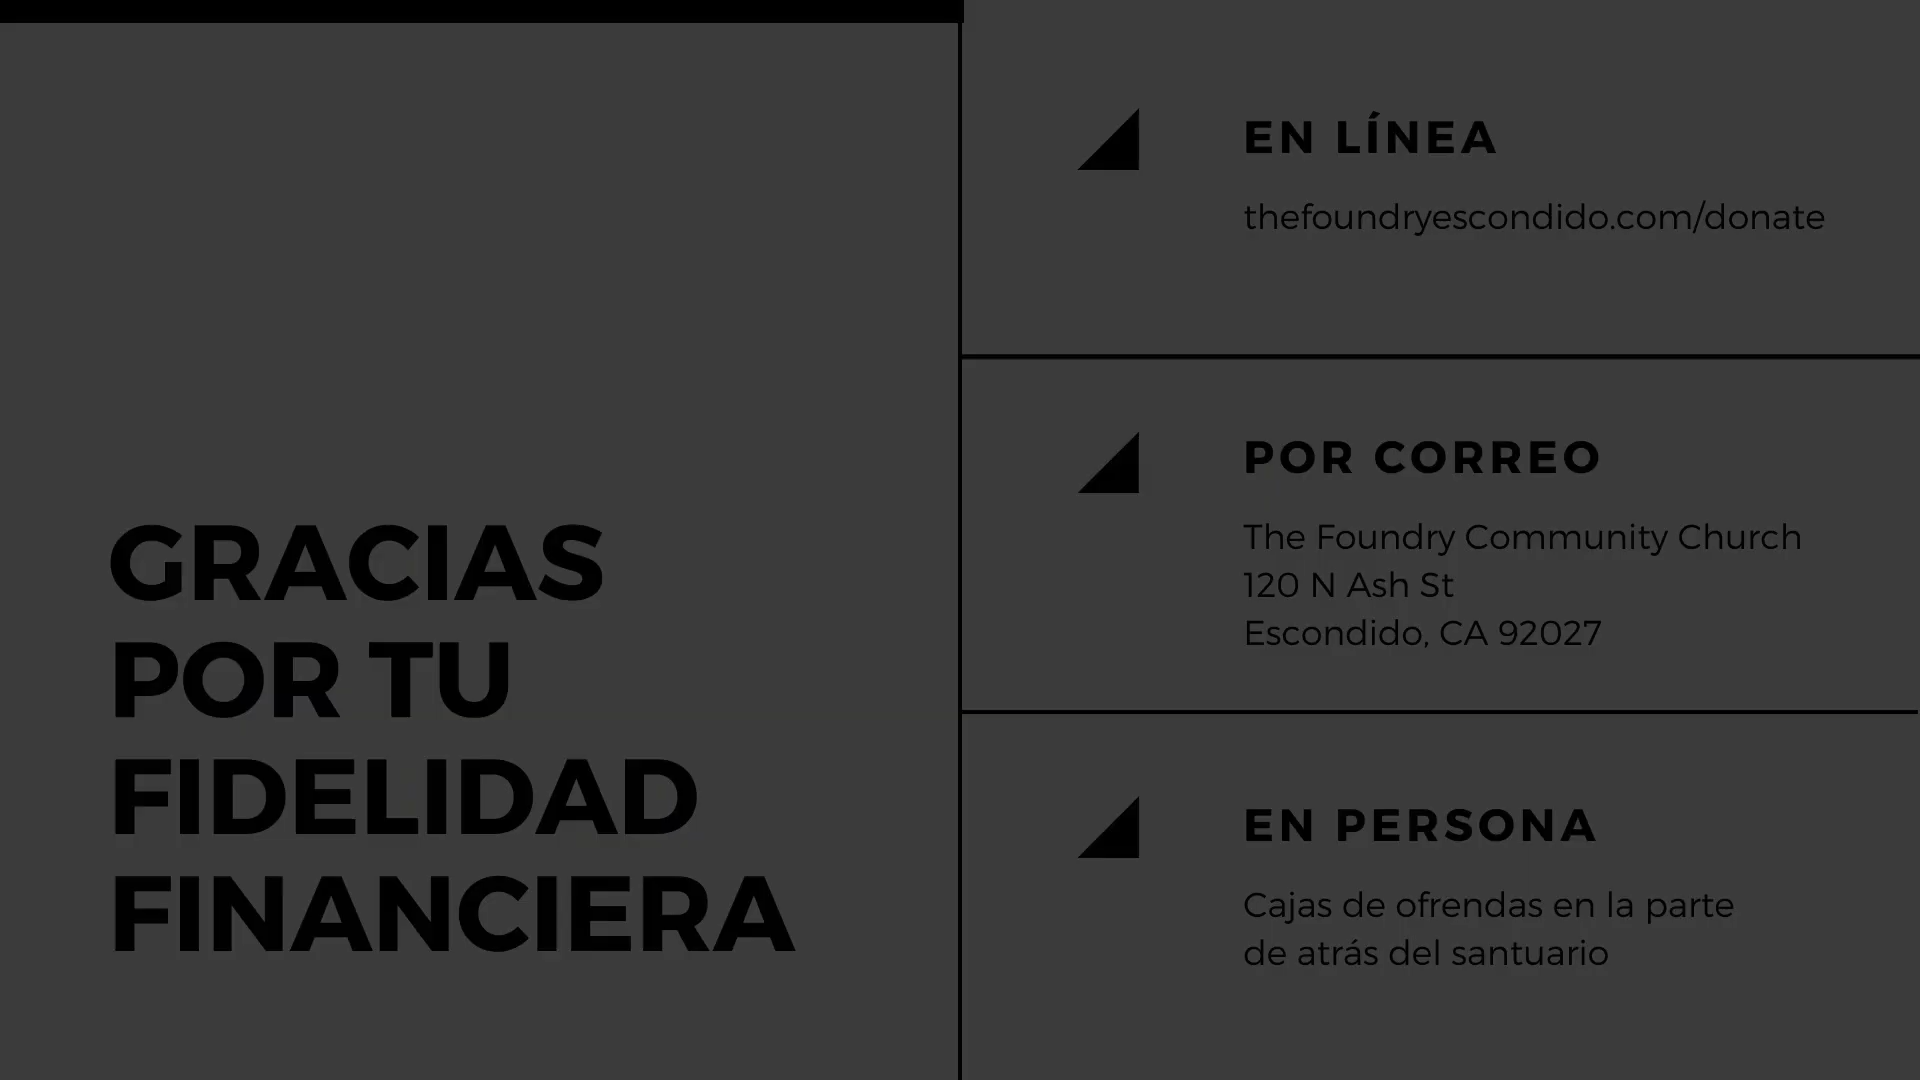 GRACIAS
POR TU
FIDELIDAD
FINANCIERA
EN LÍNEA
thefoundryescondido.com/donate
POR CORREO
The Foundry Community Church
120 N Ash St
Escondido, CA 92027
EN PERSONA
Cajas de ofrendas en la parte
de atrás del santuario